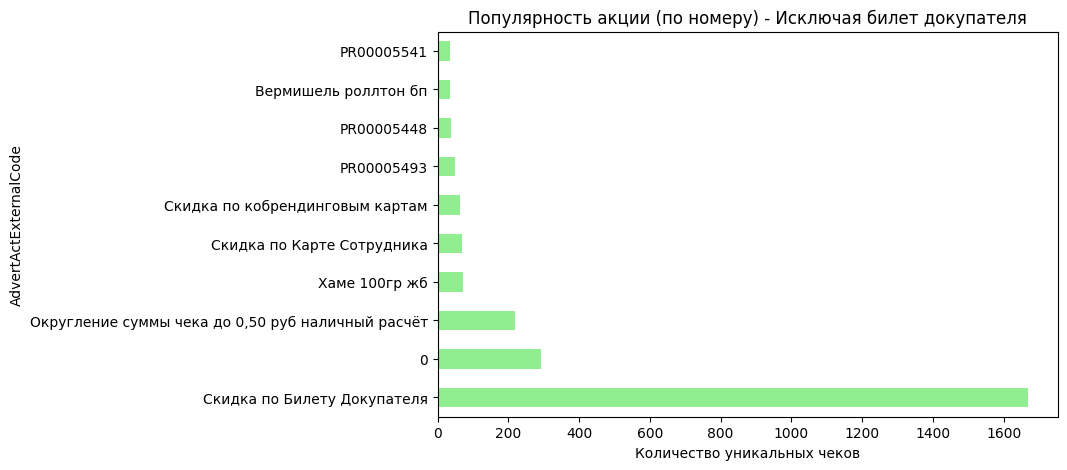 Популярность акции (по номеру) - Исключая билет докупателя
PR00005541
Вермишель роллтон бп
PR00005448
PR00005493
Скидка по кобрендинговым картам
Скидка по Карте Сотрудника
Хаме 100гр жб
Округление суммы чека до 0,50 руб наличный расчёт
0
Скидка по Билету Докупателя
AdvertActExternalCode
0 200 400 600 800 1000 1200 1400 1600
Количество уникальных чеков